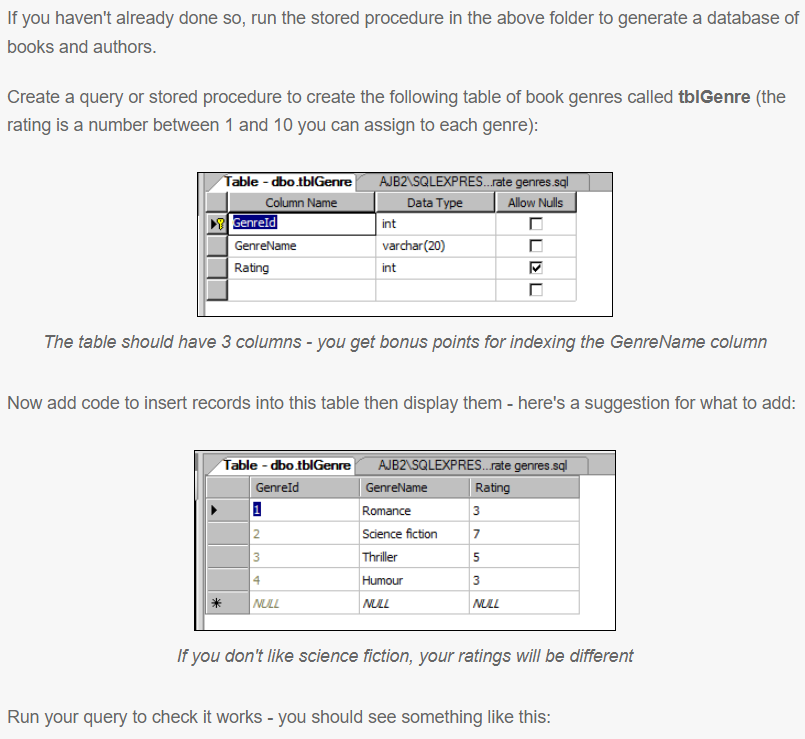 If you haven't already done so, run the stored procedure in the above folder to generate a database of
books and authors.
Create a query or stored procedure to create the following table of book genres called tblGenre (the
rating is a number between 1 and 10 you can assign to each genre):
Table - dbo.tblGenre AJB2\SQLEXPRES...rate genres.sql
Column Name Data Type Allow Nulls
GenreId int
GenreName varchar(20)
Rating int
The table should have 3 columns - you get bonus points for indexing the GenreName column
Now add code to insert records into this table then display them - here's a suggestion for what to add:
Table - dbo.tblGenre AJB2\SQLEXPRES...rate genres.sql
GenreId GenreName Rating
1 Romance 3
2 Science fiction 7
3 Thriller 5
4 Humour 3
NULL NULL NULL
If you don't like science fiction, your ratings will be different
Run your query to check it works - you should see something like this: